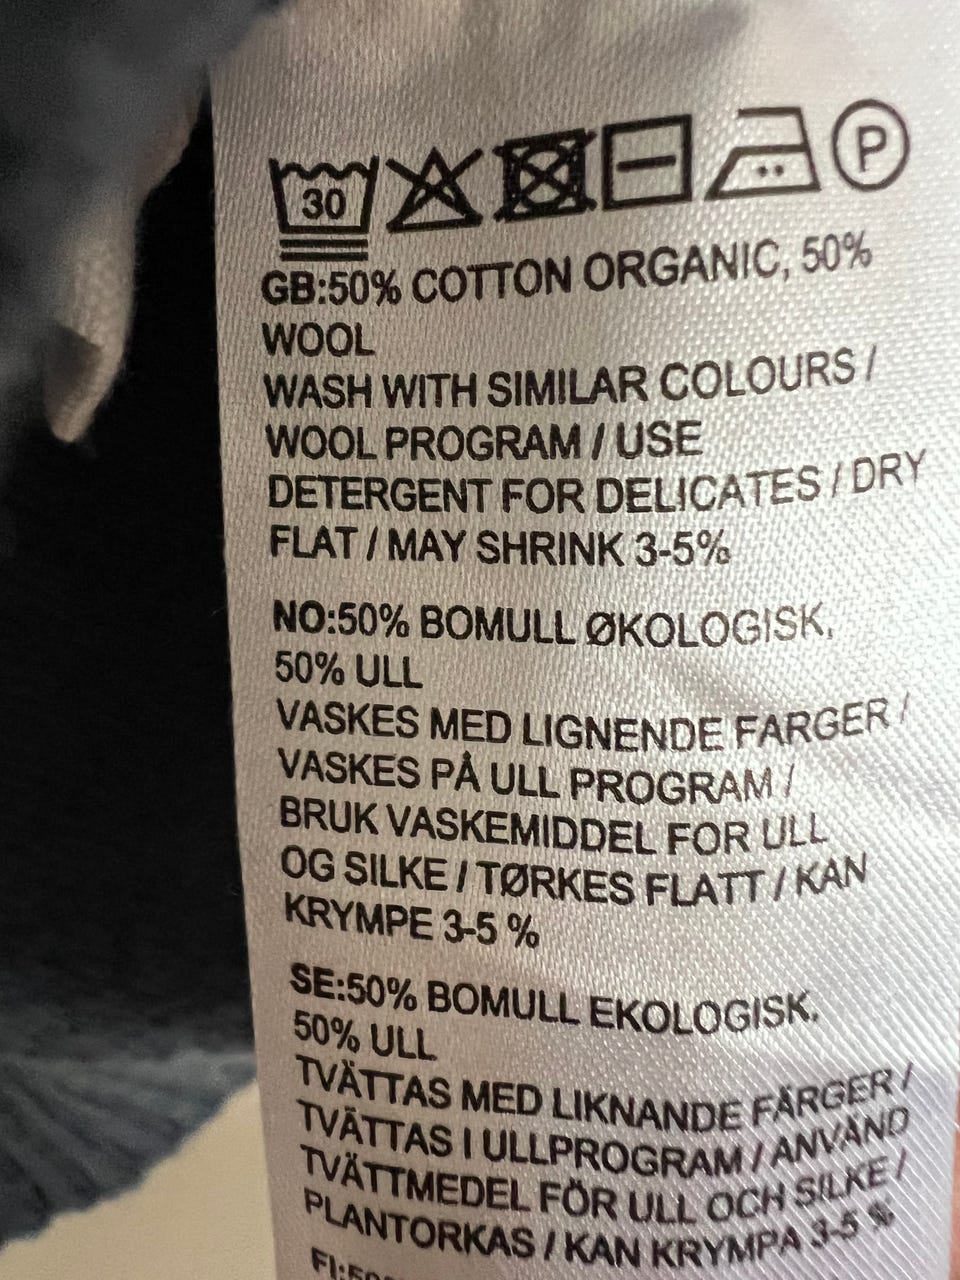 30 P
GB:50% COTTON ORGANIC, 50%
WOOL
WASH WITH SIMILAR COLOURS /
WOOL PROGRAM / USE
DETERGENT FOR DELICATES / DRY
FLAT / MAY SHRINK 3-5%
NO:50% BOMULL ØKOLOGISK,
50% ULL
VASKES MED LIGNENDE FARGER /
VASKES PÅ ULL PROGRAM /
BRUK VASKEMIDDEL FOR ULL
OG SILKE / TØRKES FLATT / KAN
KRYMPE 3-5 %
SE:50% BOMULL EKOLOGISK,
50% ULL
TVÄTTAS MED LIKNANDE FÄRGER /
TVÄTTAS I ULLPROGRAM / ANVÄND
TVÄTTMEDEL FÖR ULL OCH SILKE /
PLANTORKAS / KAN KRYMPA 3-5 %